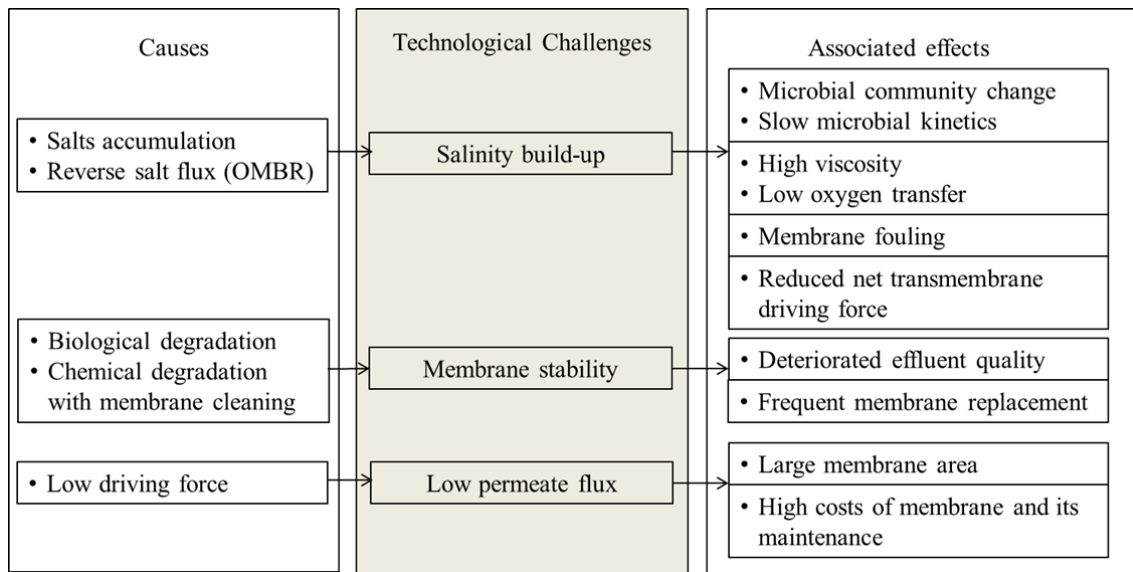 Causes
Technological Challenges
Associated effects
• Salts accumulation
• Reverse salt flux (OMBR)
Salinity build-up
• Microbial community change
• Slow microbial kinetics
• High viscosity
• Low oxygen transfer
• Membrane fouling
• Reduced net transmembrane
driving force
• Biological degradation
• Chemical degradation
with membrane cleaning
Membrane stability
• Deteriorated effluent quality
• Frequent membrane replacement
• Low driving force
Low permeate flux
• Large membrane area
• High costs of membrane and its
maintenance